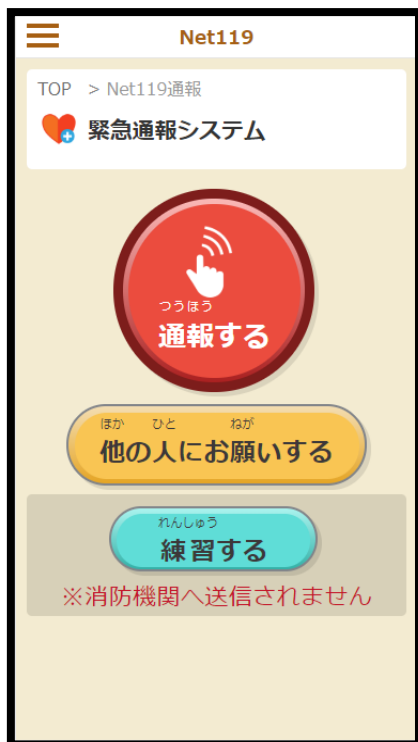 Net119
TOP > Net119通報
緊急通報システム
つうほう
通報する
ほか ひと ねが
他の人にお願いする
れんしゅう
練習する
※消防機関へ送信されません